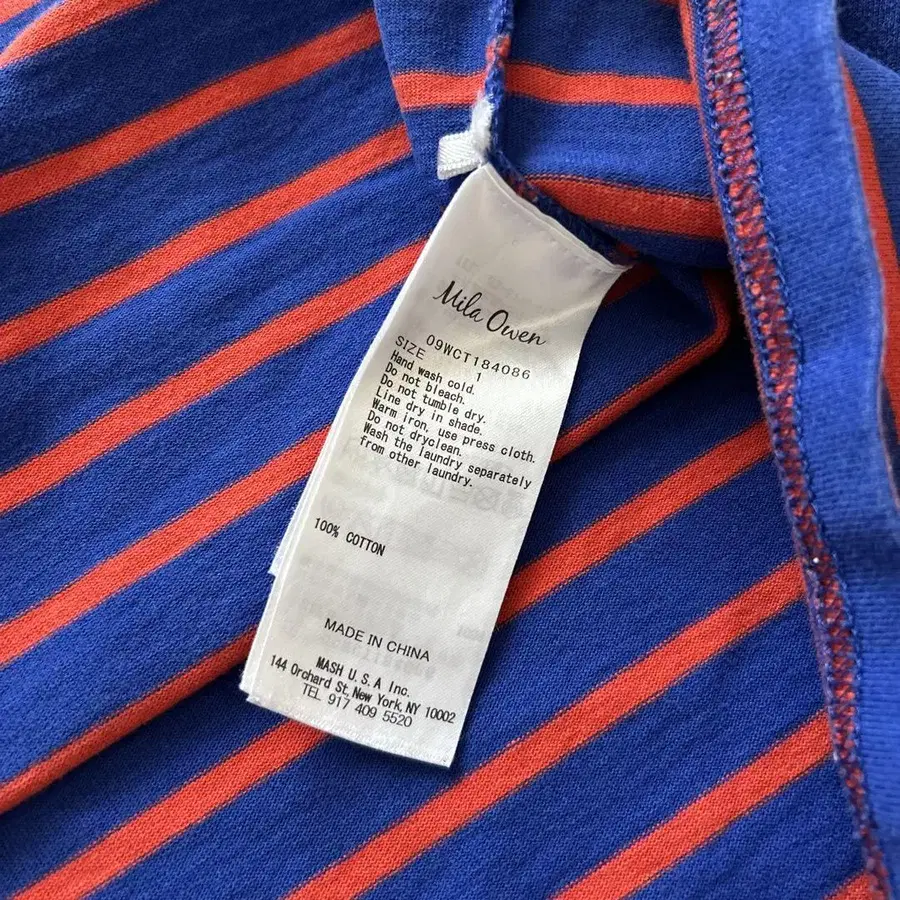 Mila Owen
09WCT184086
SIZE 1
Hand wash cold.
Do not bleach.
Do not tumble dry.
Line dry in shade.
Warm iron, use press cloth.
Do not dryclean.
Wash the laundry separately
from other laundry.
100% COTTON
MADE IN CHINA
MASH U.S.A Inc.
144 Orchard St, New York, NY 10002
TEL 917 409 5520